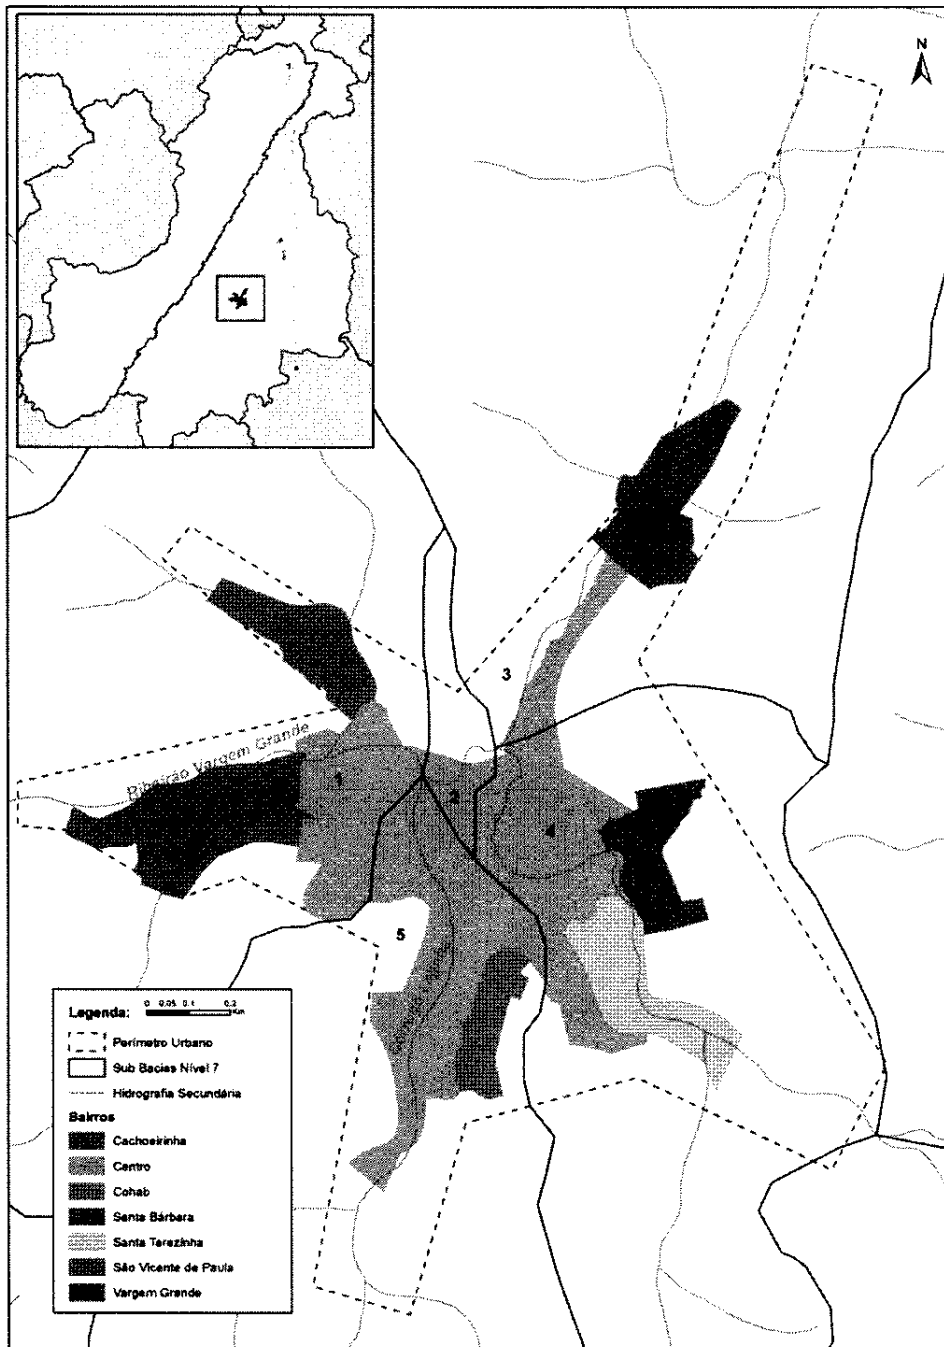 N
3
Ribeirão Vargem Grande
1
2
4
5
Legenda:
0 0.05 0.1 0.2
Km
Perímetro Urbano
Sub Bacias Nível 7
Hidrografia Secundária
Bairros
Cachoeirinha
Centro
Cohab
Santa Bárbara
Santa Terezinha
São Vicente de Paula
Vargem Grande